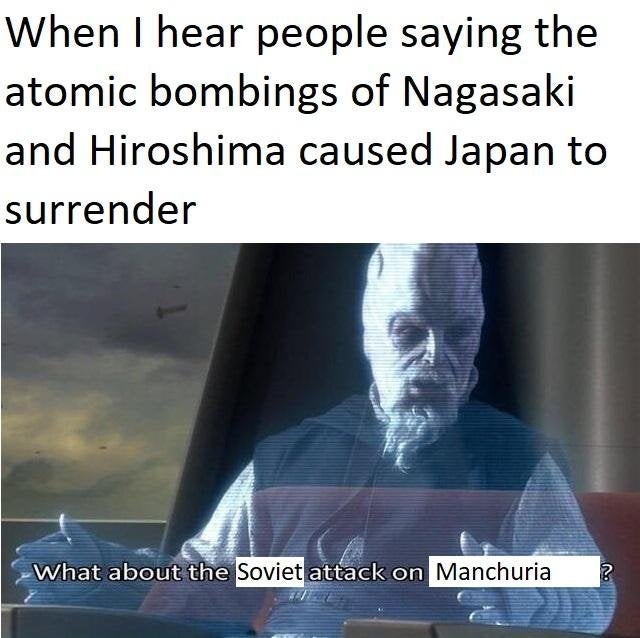 When I hear people saying the
atomic bombings of Nagasaki
and Hiroshima caused Japan to
surrender
What about the Soviet attack on Manchuria ?